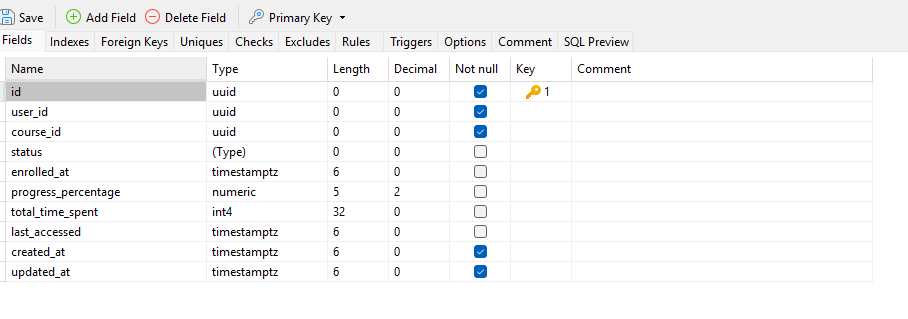 Save Add Field Delete Field Primary Key
Fields Indexes Foreign Keys Uniques Checks Excludes Rules Triggers Options Comment SQL Preview
Name Type Length Decimal Not null Key Comment
id uuid 0 0 1
user_id uuid 0 0
course_id uuid 0 0
status (Type) 0 0
enrolled_at timestamptz 6 0
progress_percentage numeric 5 2
total_time_spent int4 32 0
last_accessed timestamptz 6 0
created_at timestamptz 6 0
updated_at timestamptz 6 0